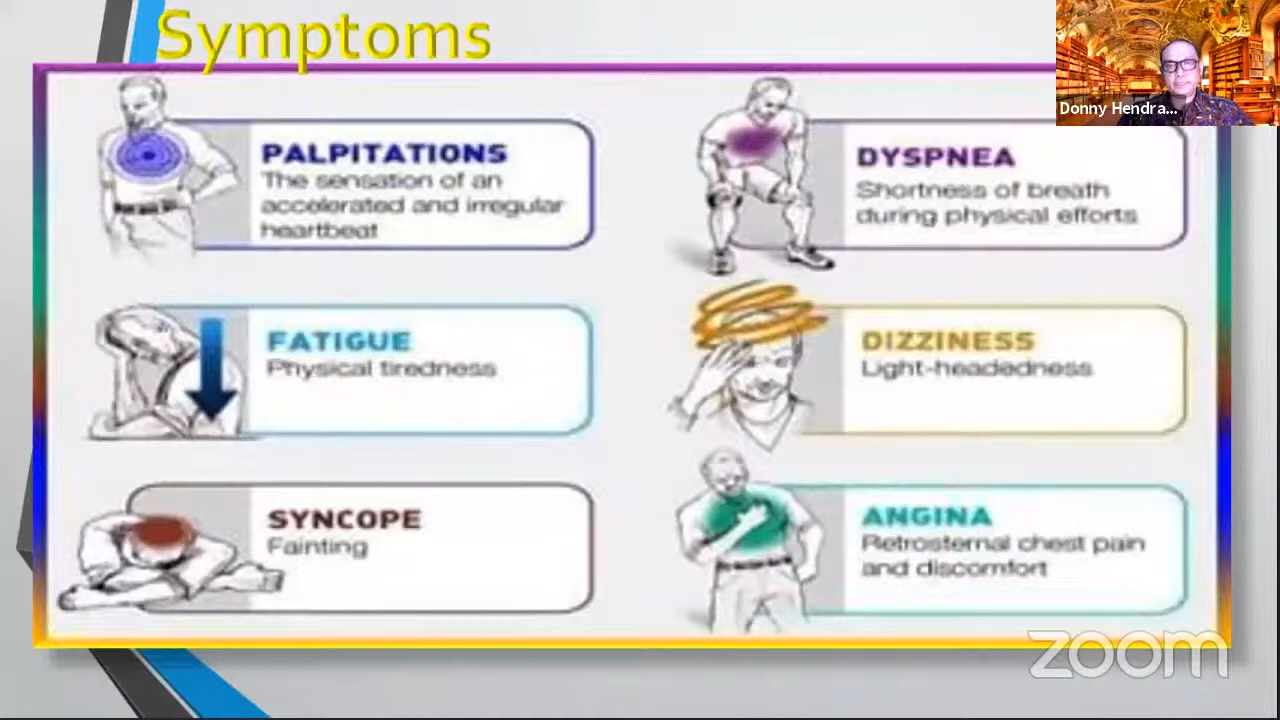 Symptoms
Donny Hendra...
PALPITATIONS
The sensation of an
accelerated and irregular
heartbeat
DYSPNEA
Shortness of breath
during physical efforts
FATIGUE
Physical tiredness
DIZZINESS
Light-headedness
SYNCOPE
Fainting
ANGINA
Retrosternal chest pain
and discomfort
zoom